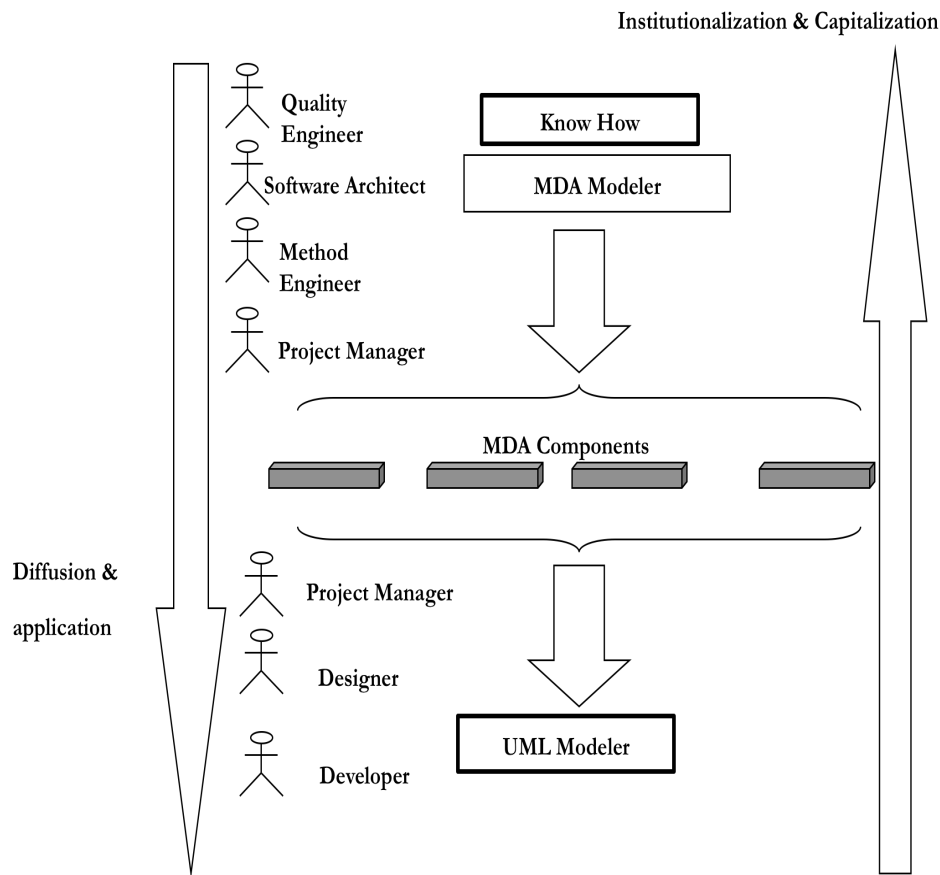 Institutionalization & Capitalization
Quality
Engineer
Know How
Software Architect
MDA Modeler
Method
Engineer
Project Manager
MDA Components
Diffusion &
application
Project Manager
Designer
UML Modeler
Developer